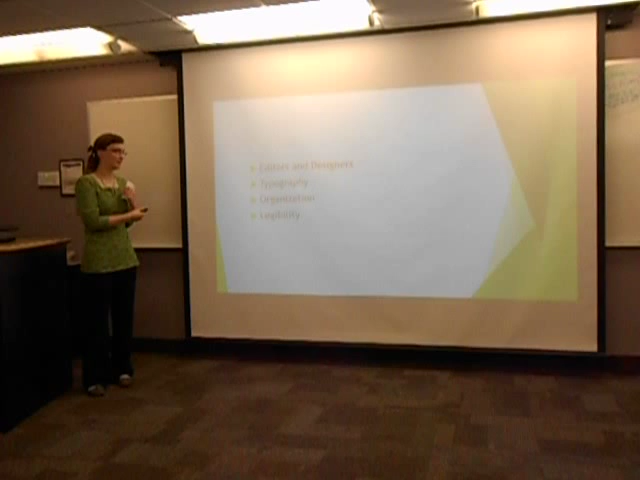 Editors and Designers
Typography
Organization
Legibility